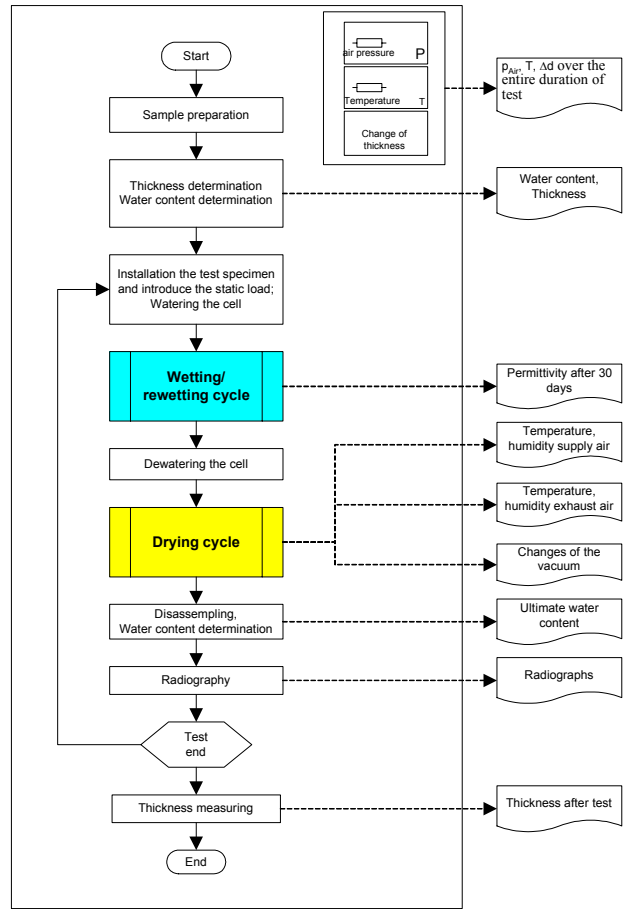 Start
Sample preparation
Thickness determination
Water content determination
Installation the test specimen
and introduce the static load;
Watering the cell
Wetting/
rewetting cycle
Dewatering the cell
Drying cycle
Disassempling,
Water content determination
Radiography
Test
end
Thickness measuring
End
air pressure P
Temperature T
Change of
thickness
pAir, T, Δd over the
entire duration of
test
Water content,
Thickness
Permittivity after 30
days
Temperature,
humidity supply air
Temperature,
humidity exhaust air
Changes of the
vacuum
Ultimate water
content
Radiographs
Thickness after test